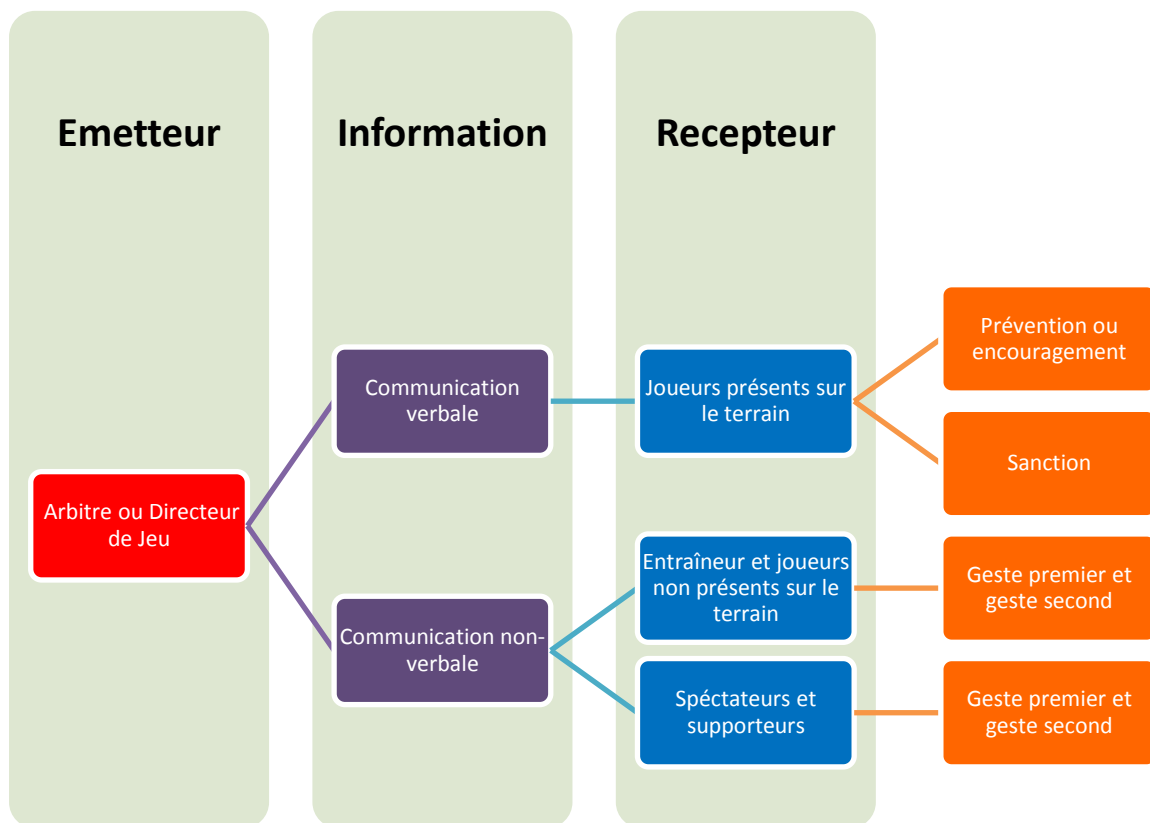 Emetteur
Information
Recepteur
Prévention ou
encouragement
Communication
verbale
Joueurs présents sur
le terrain
Sanction
Arbitre ou Directeur
de Jeu
Entraîneur et joueurs
non présents sur le
terrain
Geste premier et
geste second
Communication non-
verbale
Spéctateurs et
supporteurs
Geste premier et
geste second